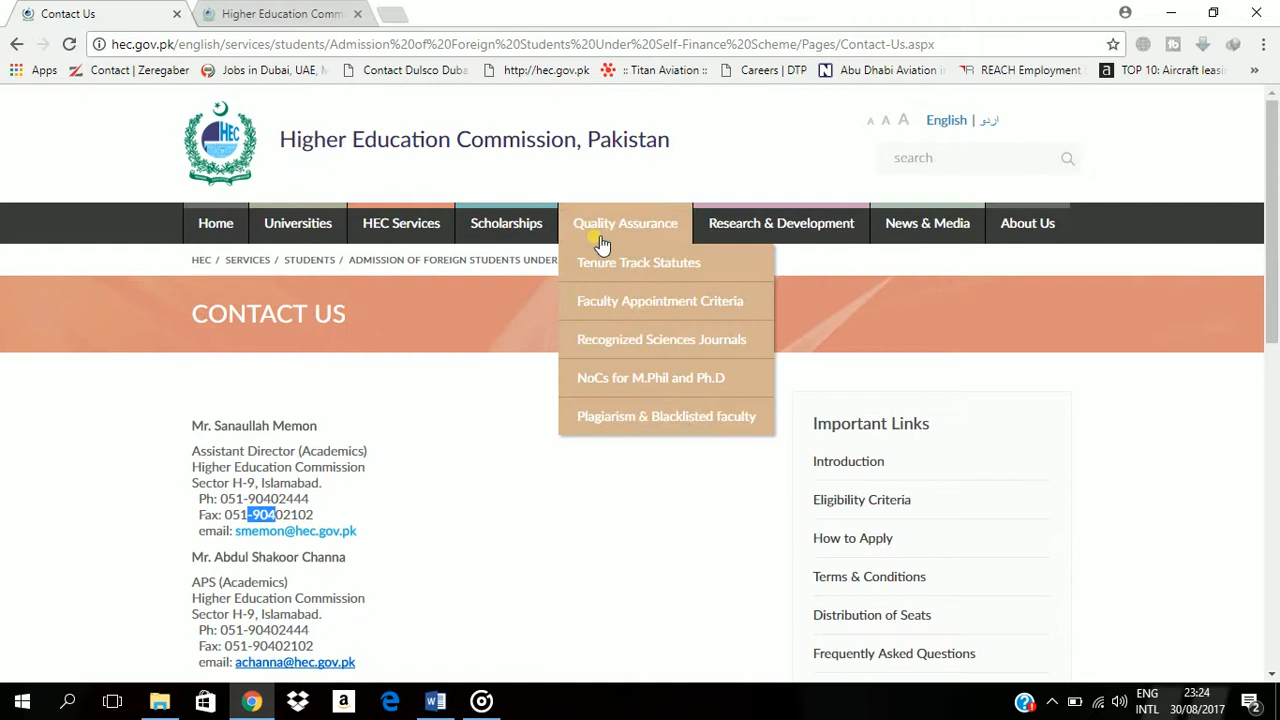 Contact Us
Higher Education Comm
hec.gov.pk/english/services/students/Admission%20of%20Foreign%20Students%20Under%20Self-Finance%20Scheme/Pages/Contact-Us.aspx
Apps Contact | Zeregaber Jobs in Dubai, UAE, M Contact Dulsco Duba http://hec.gov.pk :: Titan Aviation :: Careers | DTP Abu Dhabi Aviation in REACH Employment TOP 10: Aircraft leasi »
HEC
Higher Education Commission, Pakistan
A A A English | اردو
search
Home Universities HEC Services Scholarships Quality Assurance Research & Development News & Media About Us
HEC / SERVICES / STUDENTS / ADMISSION OF FOREIGN STUDENTS UNDER
Tenure Track Statutes
Faculty Appointment Criteria
Recognized Sciences Journals
NoCs for M.Phil and Ph.D
Plagiarism & Blacklisted faculty
CONTACT US
Mr. Sanaullah Memon
Assistant Director (Academics)
Higher Education Commission
Sector H-9, Islamabad.
Ph: 051-90402444
Fax: 051-90402102
email: smemon@hec.gov.pk
Mr. Abdul Shakoor Channa
APS (Academics)
Higher Education Commission
Sector H-9, Islamabad.
Ph: 051-90402444
Fax: 051-90402102
email: achanna@hec.gov.pk
Important Links
Introduction
Eligibility Criteria
How to Apply
Terms & Conditions
Distribution of Seats
Frequently Asked Questions
ENG
INTL
23:24
30/08/2017
2